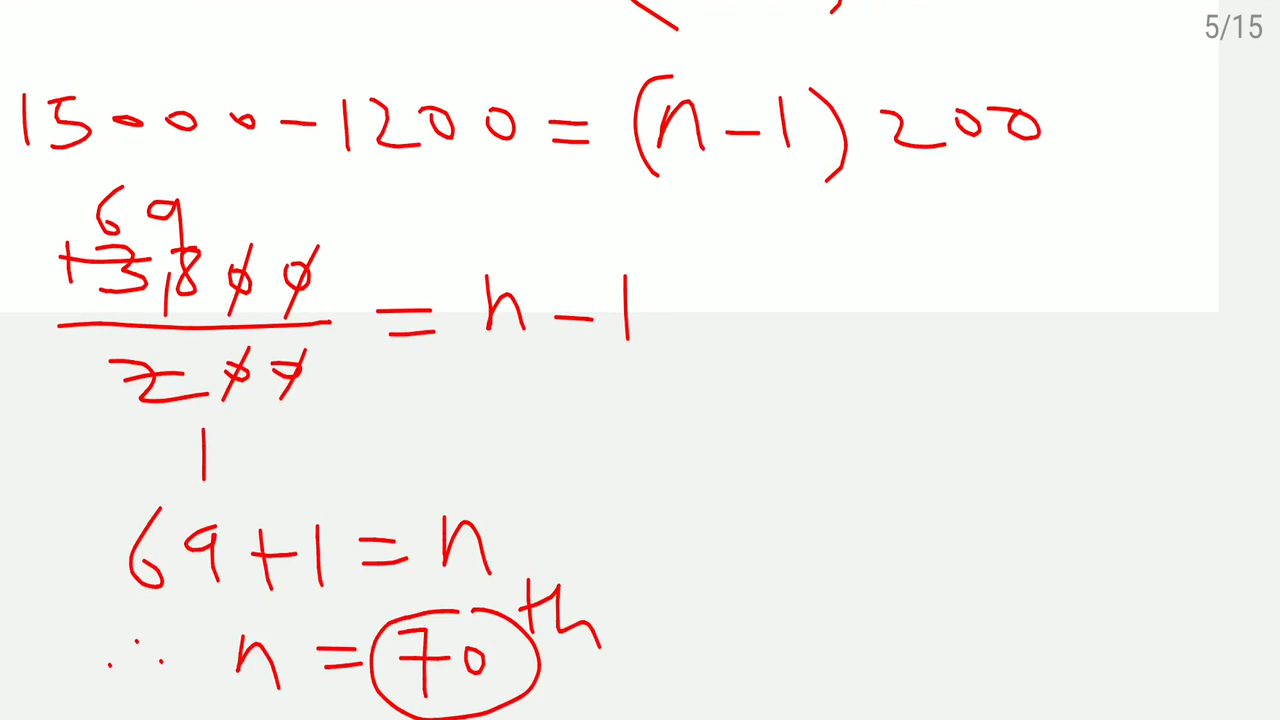 5/15
15000-1200=(n-1)200
69
13800
= n-1
200
1
69+1=n
∴ n = 70th